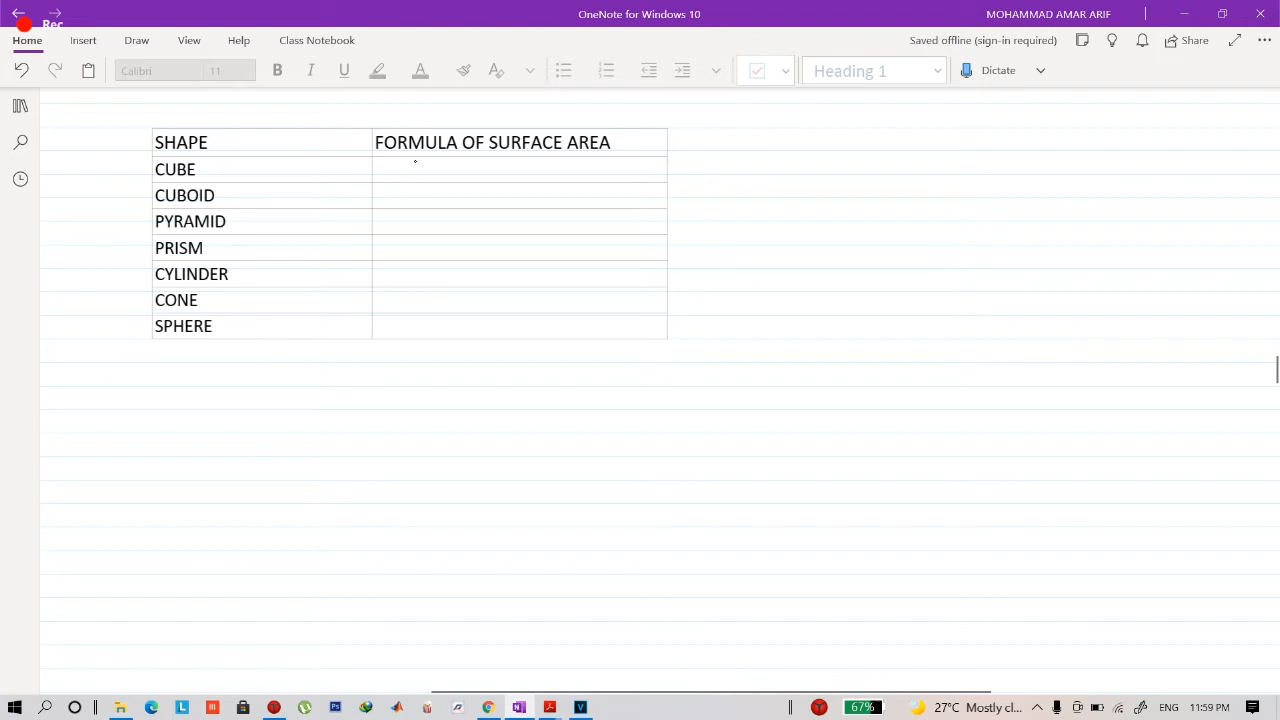 Rec
OneNote for Windows 10
MOHAMMAD AMAR ARIF
Home Insert Draw View Help Class Notebook
Saved offline (sign-in required)
Share
Calibri 11
B I U A
Heading 1
Dictate
SHAPE FORMULA OF SURFACE AREA
CUBE
CUBOID
PYRAMID
PRISM
CYLINDER
CONE
SPHERE
67% 27°C Mostly cl... ENG 11:59 PM